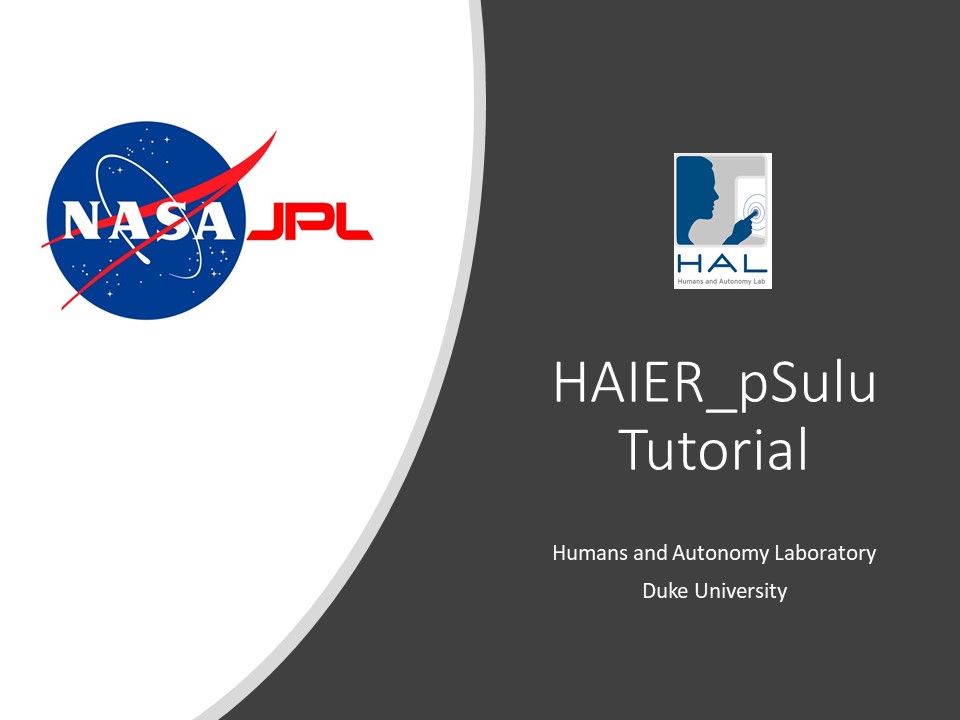 NASA JPL
HAL
Humans and Autonomy Lab
HAIER_pSulu
Tutorial
Humans and Autonomy Laboratory
Duke University